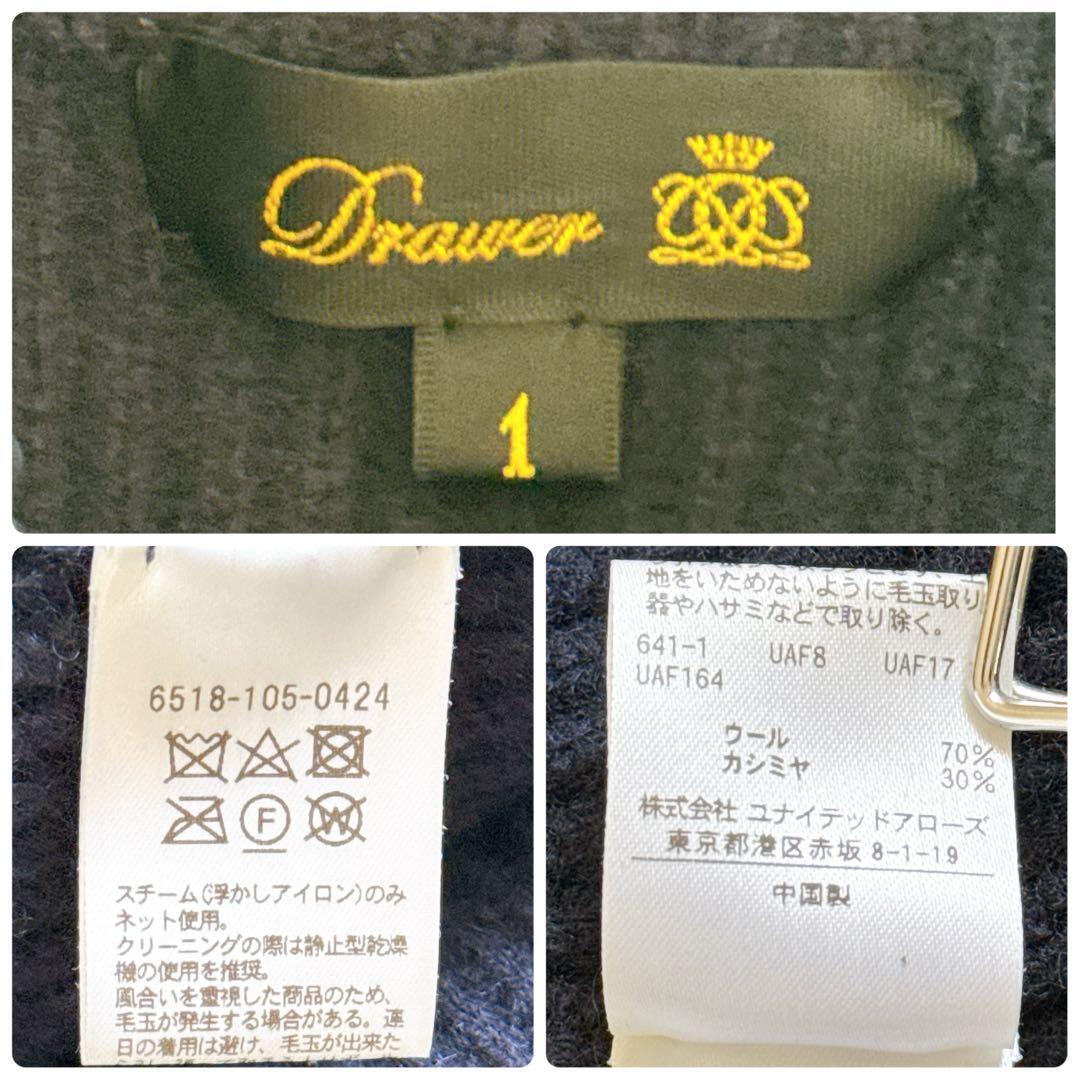 Drawer
1
6518-105-0424
F
W
スチーム(浮かしアイロン)のみ
ネット使用。
クリーニングの際は静止型乾燥
機の使用を推奨。
風合いを重視した商品のため、
毛玉が発生する場合がある。連
日の着用は避け、毛玉が出来た
地をいためないように毛玉取り
器やハサミなどで取り除く。
641-1 UAF8 UAF17
UAF164
ウール 70%
カシミヤ 30%
株式会社 ユナイテッドアローズ
東京都港区赤坂 8-1-19
中国製